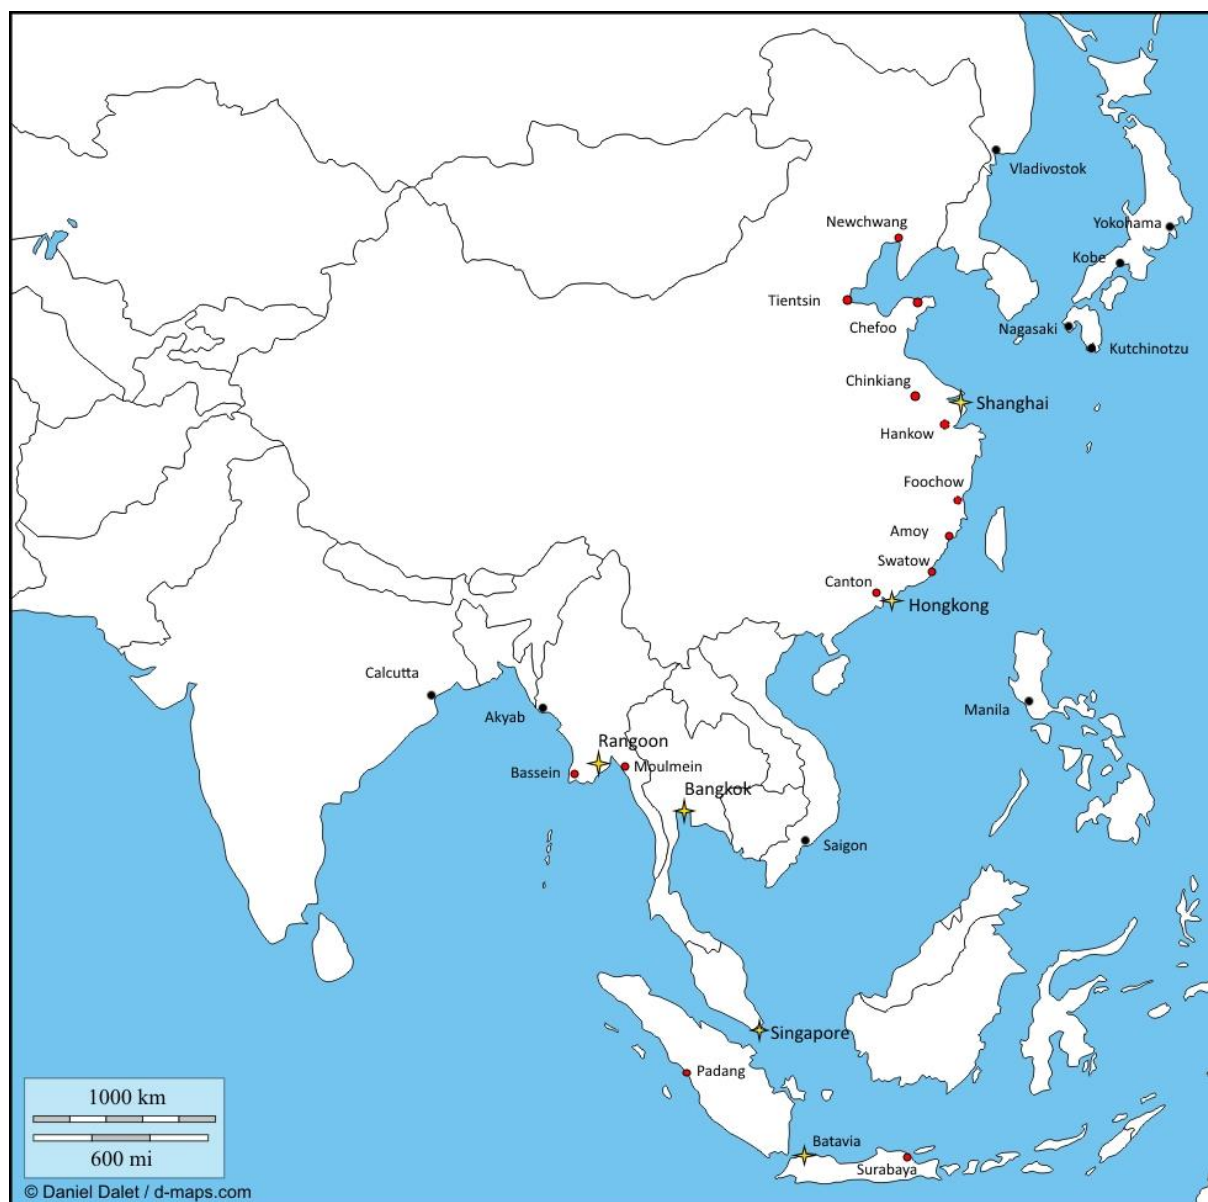 Vladivostok
Newchwang
Yokohama
Kobe
Tientsin
Chefoo
Nagasaki
Kutchinotzu
Chinkiang
Shanghai
Hankow
Foochow
Amoy
Swatow
Canton
Hongkong
Calcutta
Akyab
Manila
Rangoon
Bassein
Moulmein
Bangkok
Saigon
Singapore
Padang
Batavia
Surabaya
1000 km
600 mi
© Daniel Dalet / d-maps.com